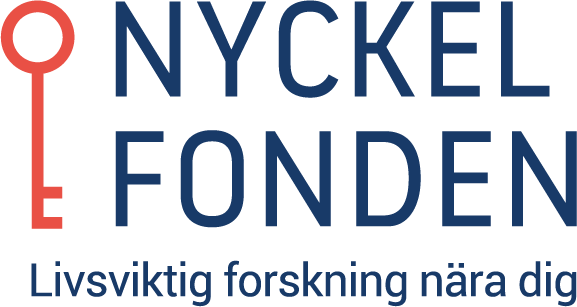 NYCKEL
FONDEN
Livsviktig forskning nära dig